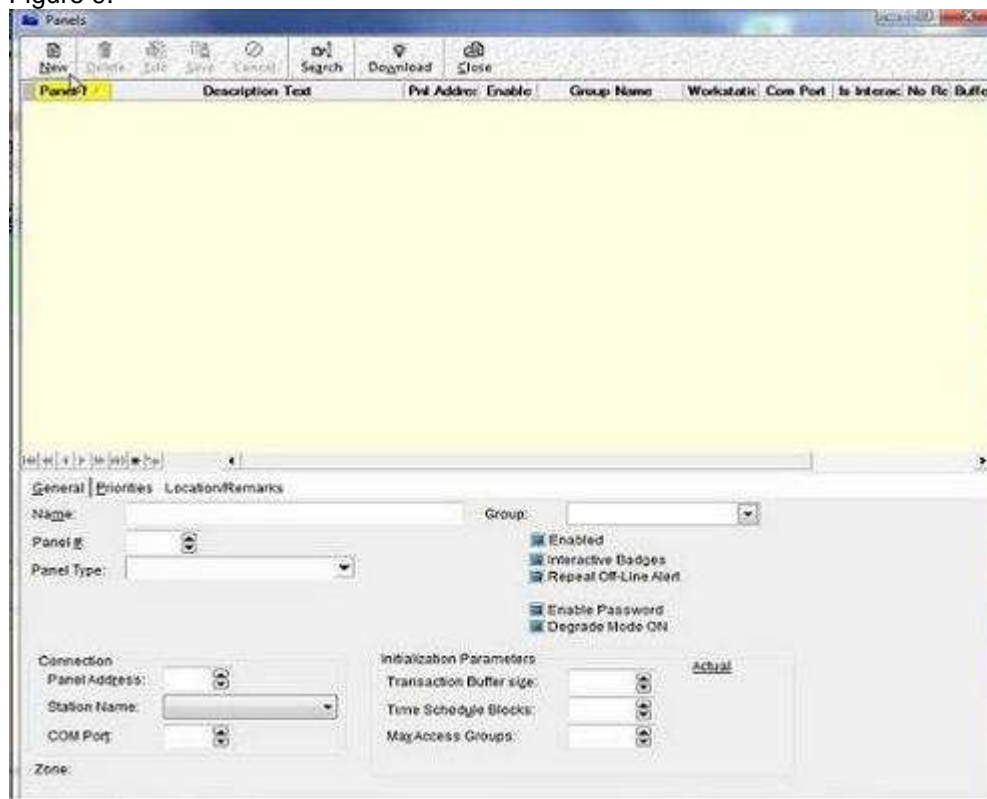 Panels
New Delete Edit Save Cancel Search Download Close
Panel Description Text Pnl Addres Enable Group Name Workstatic Com Port Is Interac No Rc Buffe
General Priorities Location/Remarks
Name: Group:
Panel #: Enabled
Interactive Badges
Panel Type: Repeat Off-Line Alert
Enable Password
Degrade Mode ON
Connection Initialization Parameters Actual
Panel Address: Transaction Buffer size:
Station Name: Time Schedule Blocks:
COM Port: Max Access Groups:
Zone: